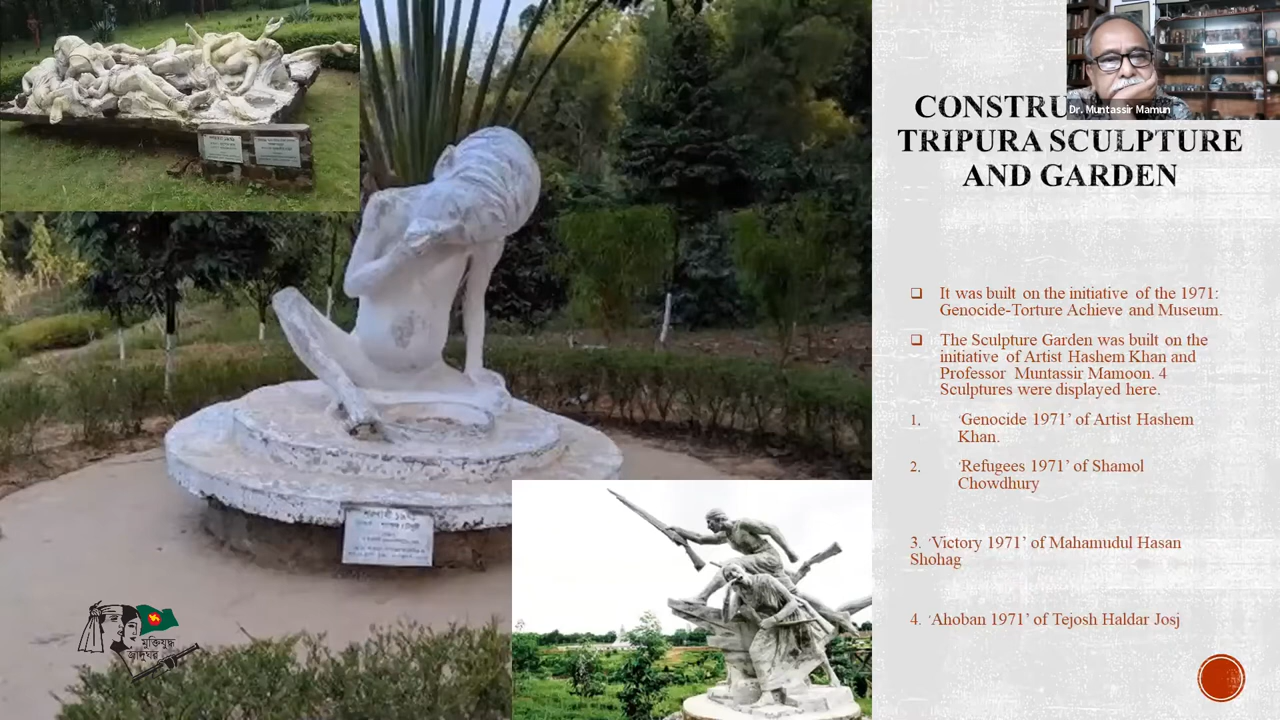 Dr. Muntassir Mamun
CONSTRU
TRIPURA SCULPTURE
AND GARDEN
It was built on the initiative of the 1971:
Genocide-Torture Achieve and Museum.
The Sculpture Garden was built on the
initiative of Artist Hashem Khan and
Professor Muntassir Mamoon. 4
Sculptures were displayed here.
1. ‘Genocide 1971’ of Artist Hashem
Khan.
2. ‘Refugees 1971’ of Shamol
Chowdhury
3. ‘Victory 1971’ of Mahamudul Hasan
Shohag
4. ‘Ahoban 1971’ of Tejosh Haldar Josj
মুক্তিযুদ্ধ
জাদুঘর